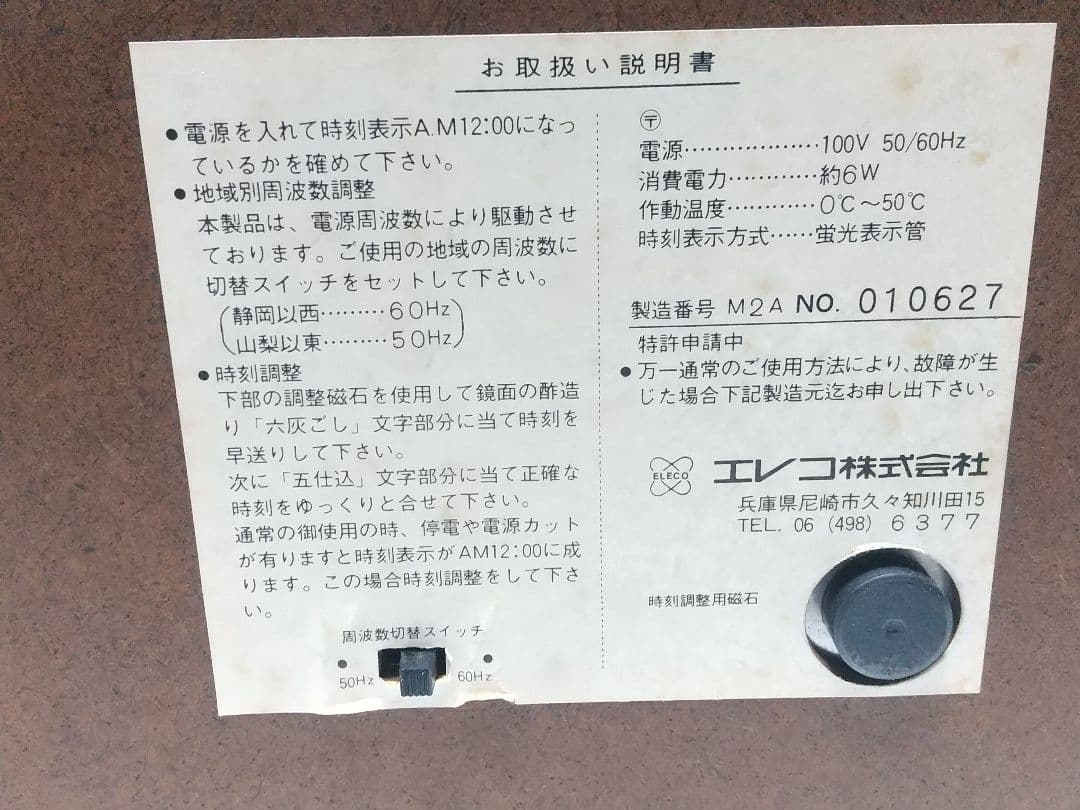 お取扱い説明書
●電源を入れて時刻表示A.M12:00になっ
ているかを確めて下さい。
●地域別周波数調整
本製品は、電源周波数により駆動させ
ております。ご使用の地域の周波数に
切替スイッチをセットして下さい。
(静岡以西………60Hz
山梨以東………50Hz)
●時刻調整
下部の調整磁石を使用して鏡面の酢造
り「六灰ごし」文字部分に当て時刻を
早送りして下さい。
次に「五仕込」文字部分に当て正確な
時刻をゆっくりと合せて下さい。
通常の御使用の時、停電や電源カット
が有りますと時刻表示がAM12:00に成
ります。この場合時刻調整をして下さ
い。
周波数切替スイッチ
50Hz
60Hz
〶
電源………………100V 50/60Hz
消費電力…………約6W
作動温度…………0℃〜50℃
時刻表示方式……蛍光表示管
製造番号 M2A NO. 010627
特許申請中
●万一通常のご使用方法により、故障が生
じた場合下記製造元迄お申し出下さい。
ELECO エレコ株式会社
兵庫県尼崎市久々知川田15
TEL. 06 (498) 6377
時刻調整用磁石